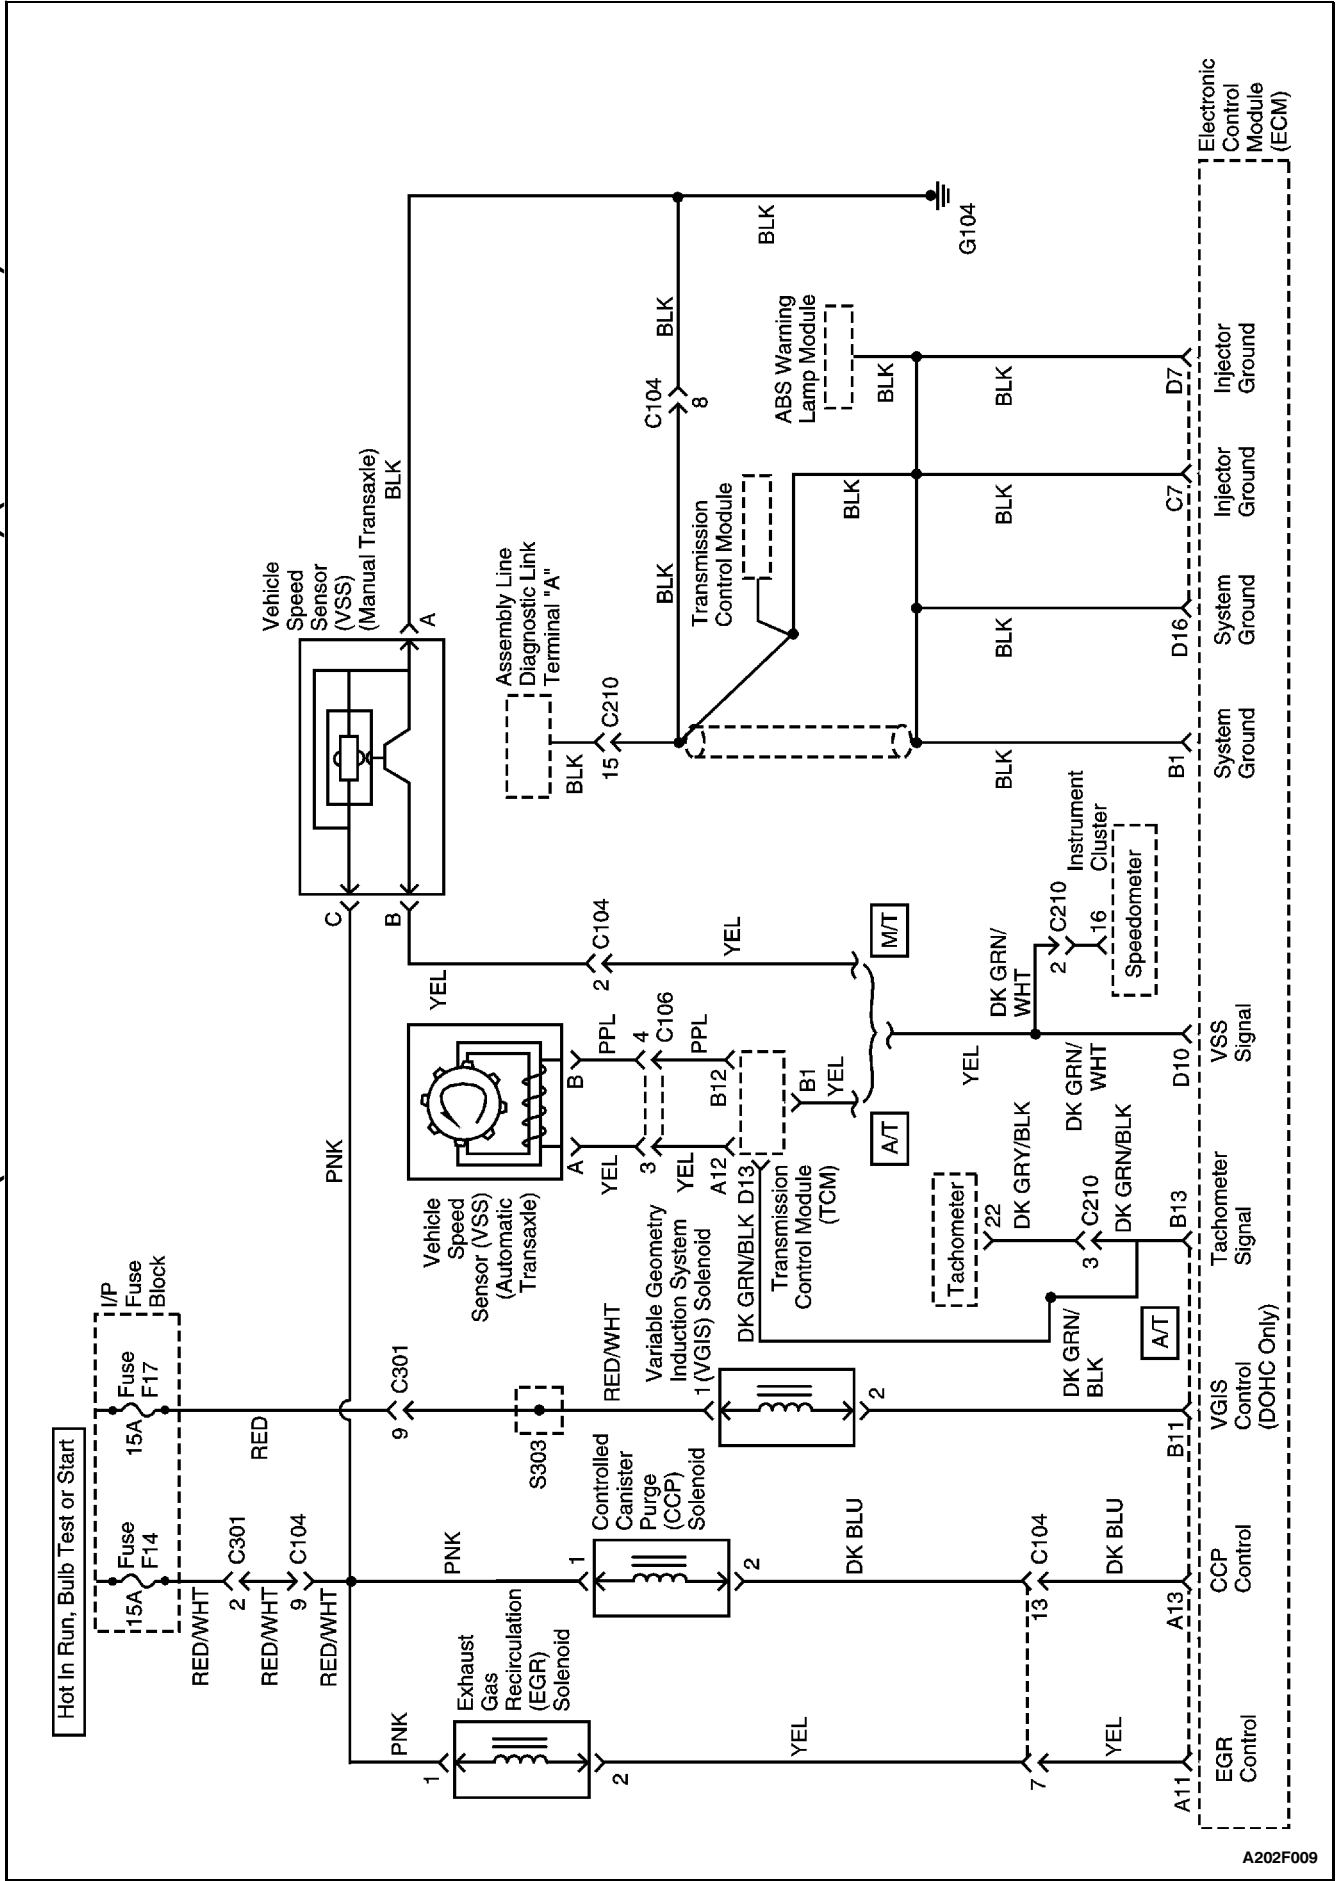 Hot In Run, Bulb Test or Start
I/P
Fuse
Block
15A
Fuse
F14
15A
Fuse
F17
RED/WHT
2
C301
RED/WHT
9
C104
RED/WHT
RED
9
C301
S303
RED/WHT
PNK
PNK
PNK
Exhaust
Gas
Recirculation
(EGR)
Solenoid
1
2
YEL
7
YEL
A11
EGR
Control
Controlled
Canister
Purge
(CCP)
Solenoid
1
2
DK BLU
13
C104
DK BLU
A13
CCP
Control
Variable Geometry
Induction System
1 (VGIS) Solenoid
2
B11
VGIS
Control
(DOHC Only)
Vehicle
Speed
Sensor (VSS)
(Automatic
Transaxle)
A
B
YEL
PPL
3
4
C106
YEL
PPL
A12
B12
DK GRN/BLK
D13
B1
YEL
Transmission
Control Module
(TCM)
DK GRN/
BLK
A/T
Tachometer
22
DK GRY/BLK
3
C210
DK GRN/BLK
B13
Tachometer
Signal
Vehicle
Speed
Sensor
(VSS)
(Manual Transaxle)
C
B
A
YEL
2
C104
YEL
A/T
M/T
YEL
DK GRN/
WHT
DK GRN/
WHT
2
C210
16
Instrument
Cluster
Speedometer
D10
VSS
Signal
Assembly Line
Diagnostic Link
Terminal "A"
BLK
15
C210
BLK
BLK
C104
8
BLK
BLK
G104
Transmission
Control Module
BLK
ABS Warning
Lamp Module
BLK
BLK
BLK
BLK
BLK
B1
System
Ground
D16
System
Ground
C7
Injector
Ground
D7
Injector
Ground
Electronic
Control
Module
(ECM)
A202F009